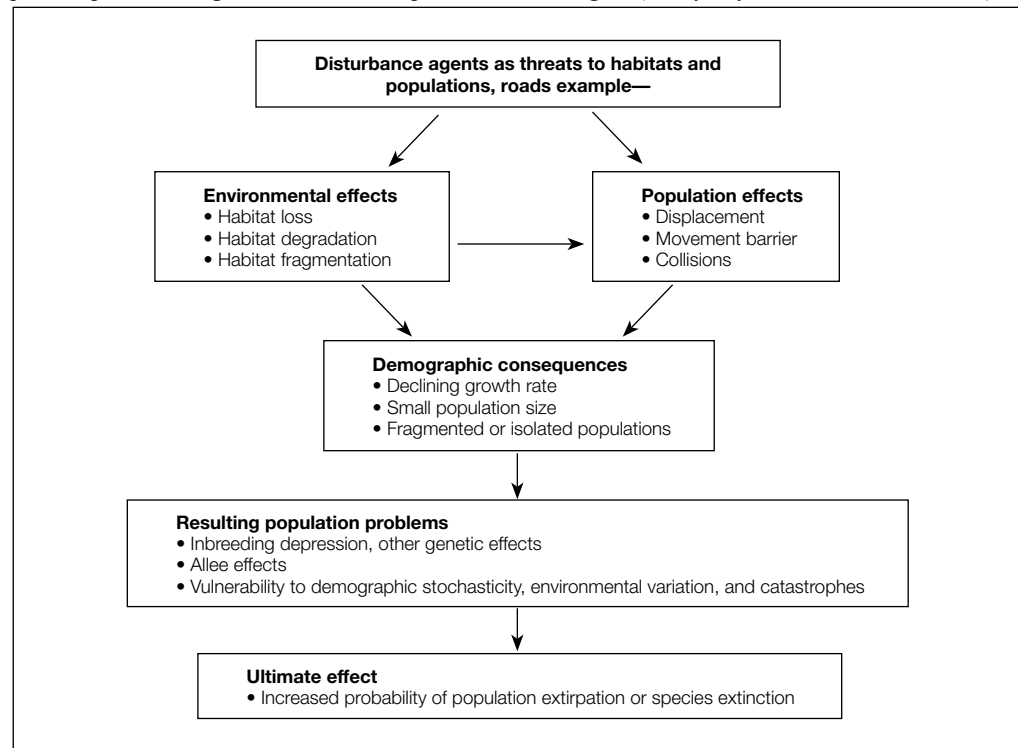 Disturbance agents as threats to habitats and
populations, roads example—
Environmental effects
• Habitat loss
• Habitat degradation
• Habitat fragmentation
Population effects
• Displacement
• Movement barrier
• Collisions
Demographic consequences
• Declining growth rate
• Small population size
• Fragmented or isolated populations
Resulting population problems
• Inbreeding depression, other genetic effects
• Allee effects
• Vulnerability to demographic stochasticity, environmental variation, and catastrophes
Ultimate effect
• Increased probability of population extirpation or species extinction